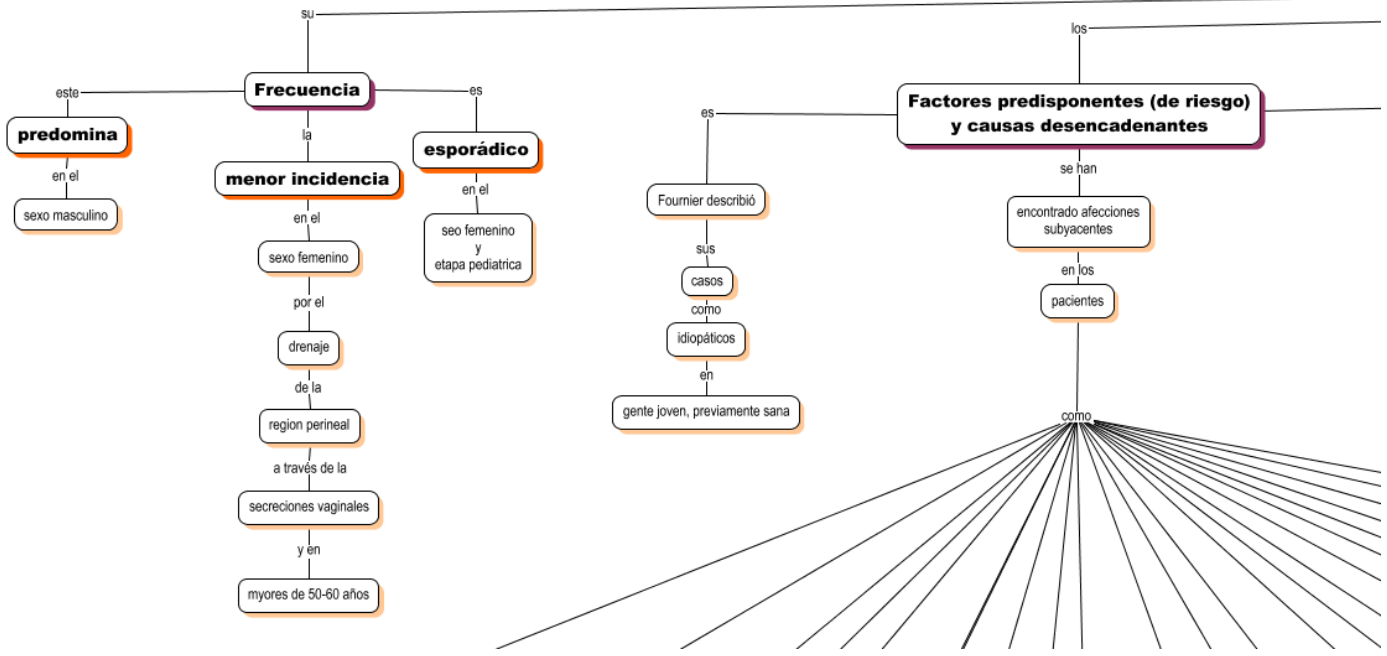 su
Frecuencia
este
predomina
en el
sexo masculino
la
menor incidencia
en el
sexo femenino
por el
drenaje
de la
region perineal
a través de la
secreciones vaginales
y en
myores de 50-60 años
es
esporádico
en el
seo femenino
y
etapa pediatrica
los
Factores predisponentes (de riesgo)
y causas desencadenantes
es
Fournier describió
sus
casos
como
idiopáticos
en
gente joven, previamente sana
se han
encontrado afecciones
subyacentes
en los
pacientes
como